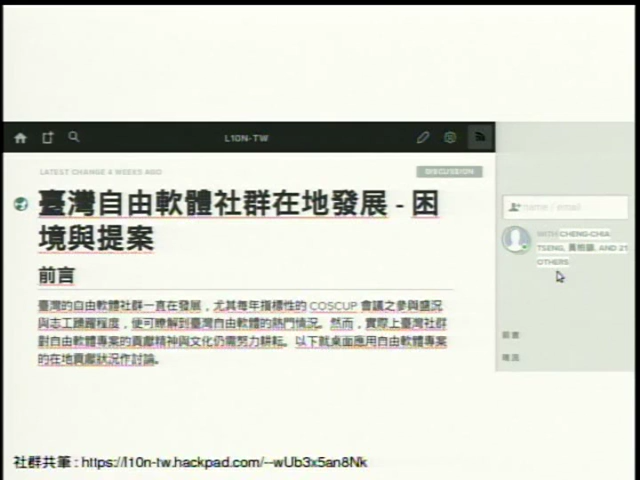 L10N-TW
LATEST CHANGE 4 WEEKS AGO
DISCUSSION
臺灣自由軟體社群在地發展 - 困
境與提案
前言
臺灣的自由軟體社群一直在發展，尤其每年指標性的 COSCUP 會議之參與盛況
與志工踴躍程度，便可瞭解到臺灣自由軟體的熱門情況。然而，實際上臺灣社群
對自由軟體專案的貢獻精神與文化仍需努力耕耘。以下就桌面應用自由軟體專案
的在地貢獻狀況作討論。
name / email
WITH CHENG-CHIA
TSENG, AND 21
OTHERS
前言
社群共筆 : https://l10n-tw.hackpad.com/--wUb3x5an8Nk